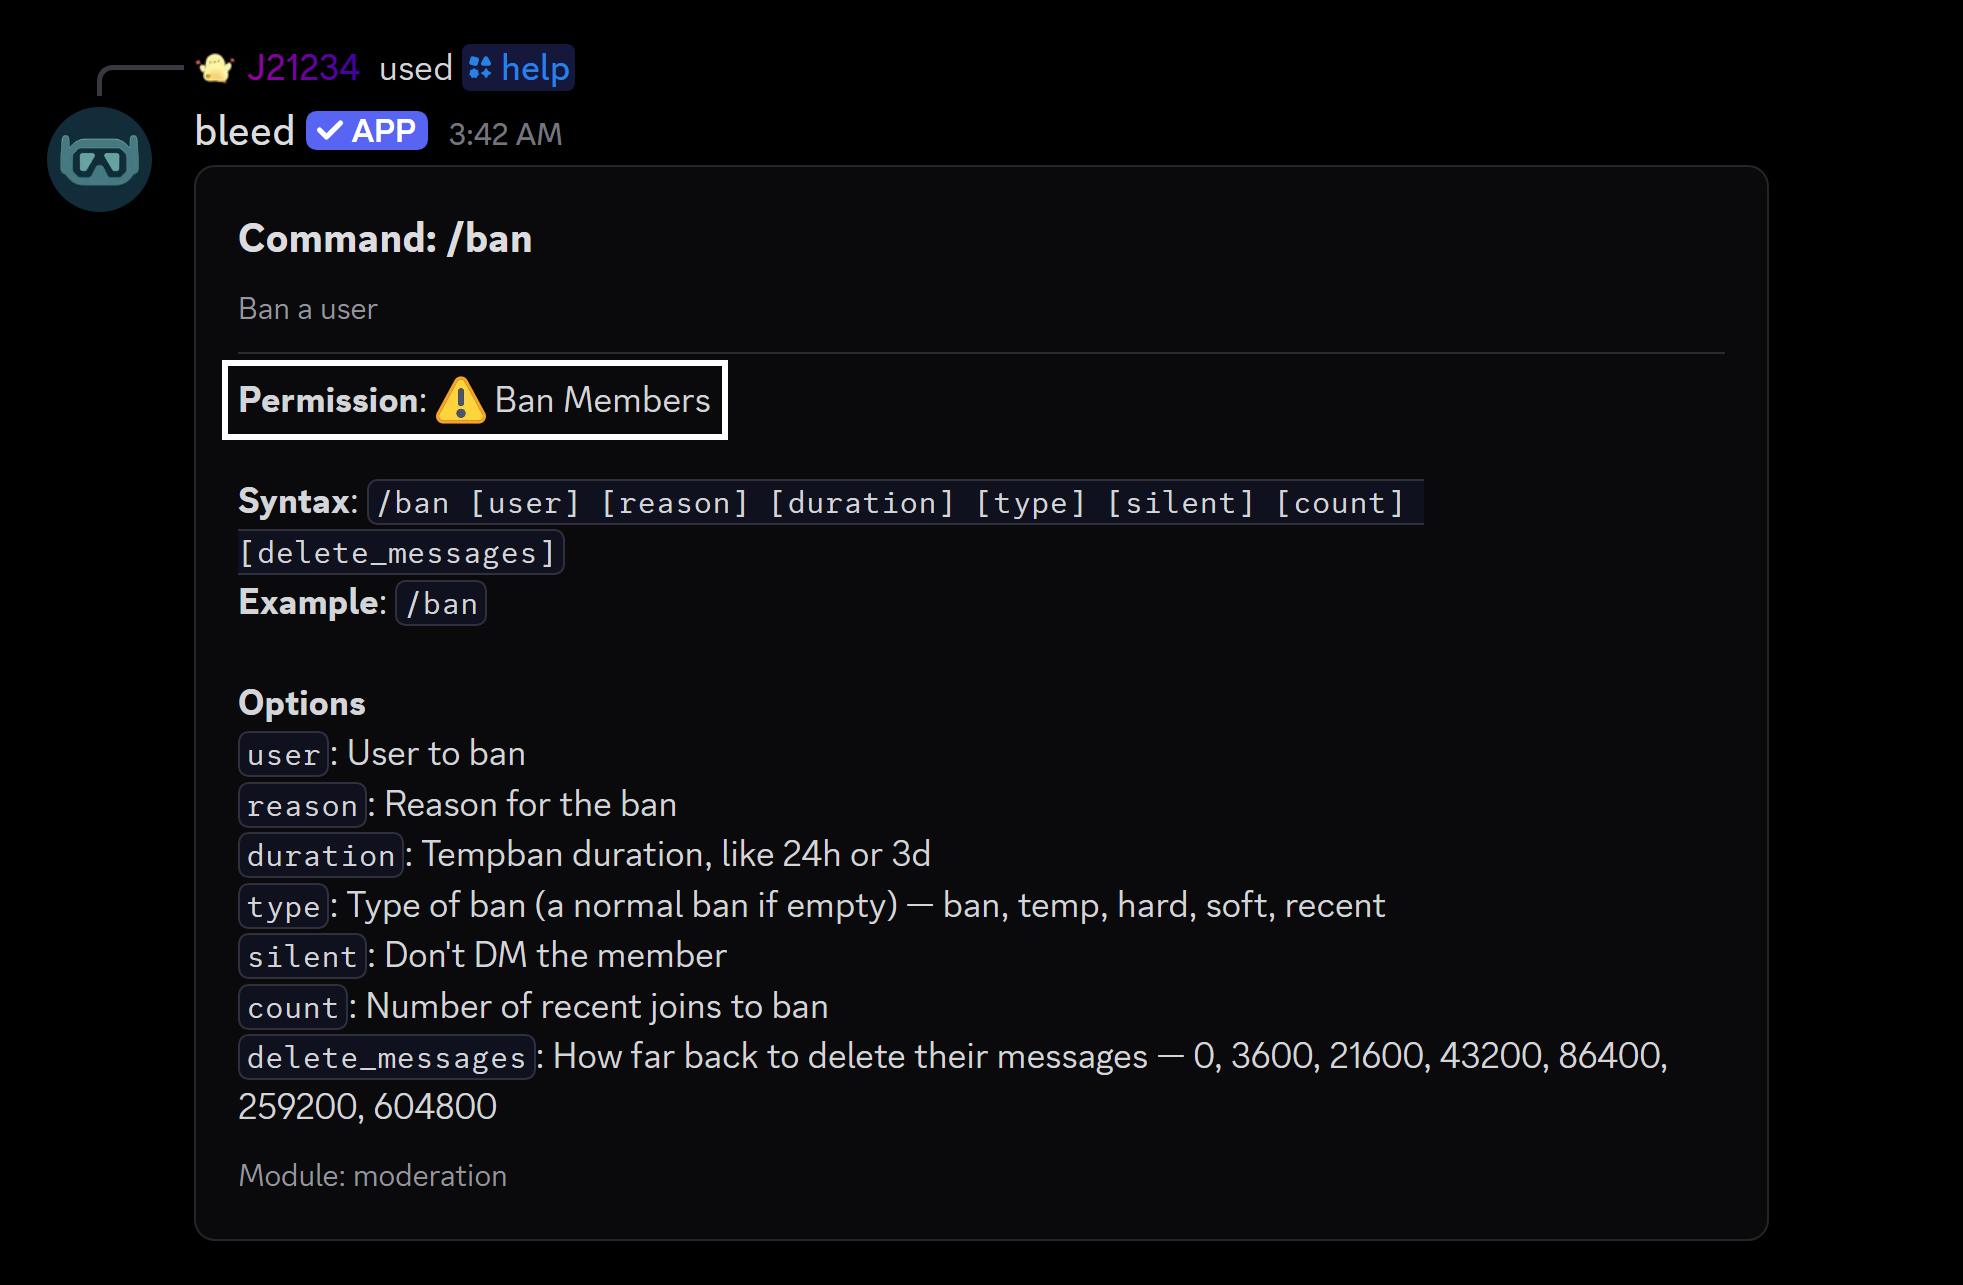 J21234 used help
bleed APP 3:42 AM
Command: /ban
Ban a user
Permission: ⚠️ Ban Members
Syntax: /ban [user] [reason] [duration] [type] [silent] [count]
[delete_messages]
Example: /ban
Options
user: User to ban
reason: Reason for the ban
duration: Tempban duration, like 24h or 3d
type: Type of ban (a normal ban if empty) — ban, temp, hard, soft, recent
silent: Don't DM the member
count: Number of recent joins to ban
delete_messages: How far back to delete their messages — 0, 3600, 21600, 43200, 86400,
259200, 604800
Module: moderation